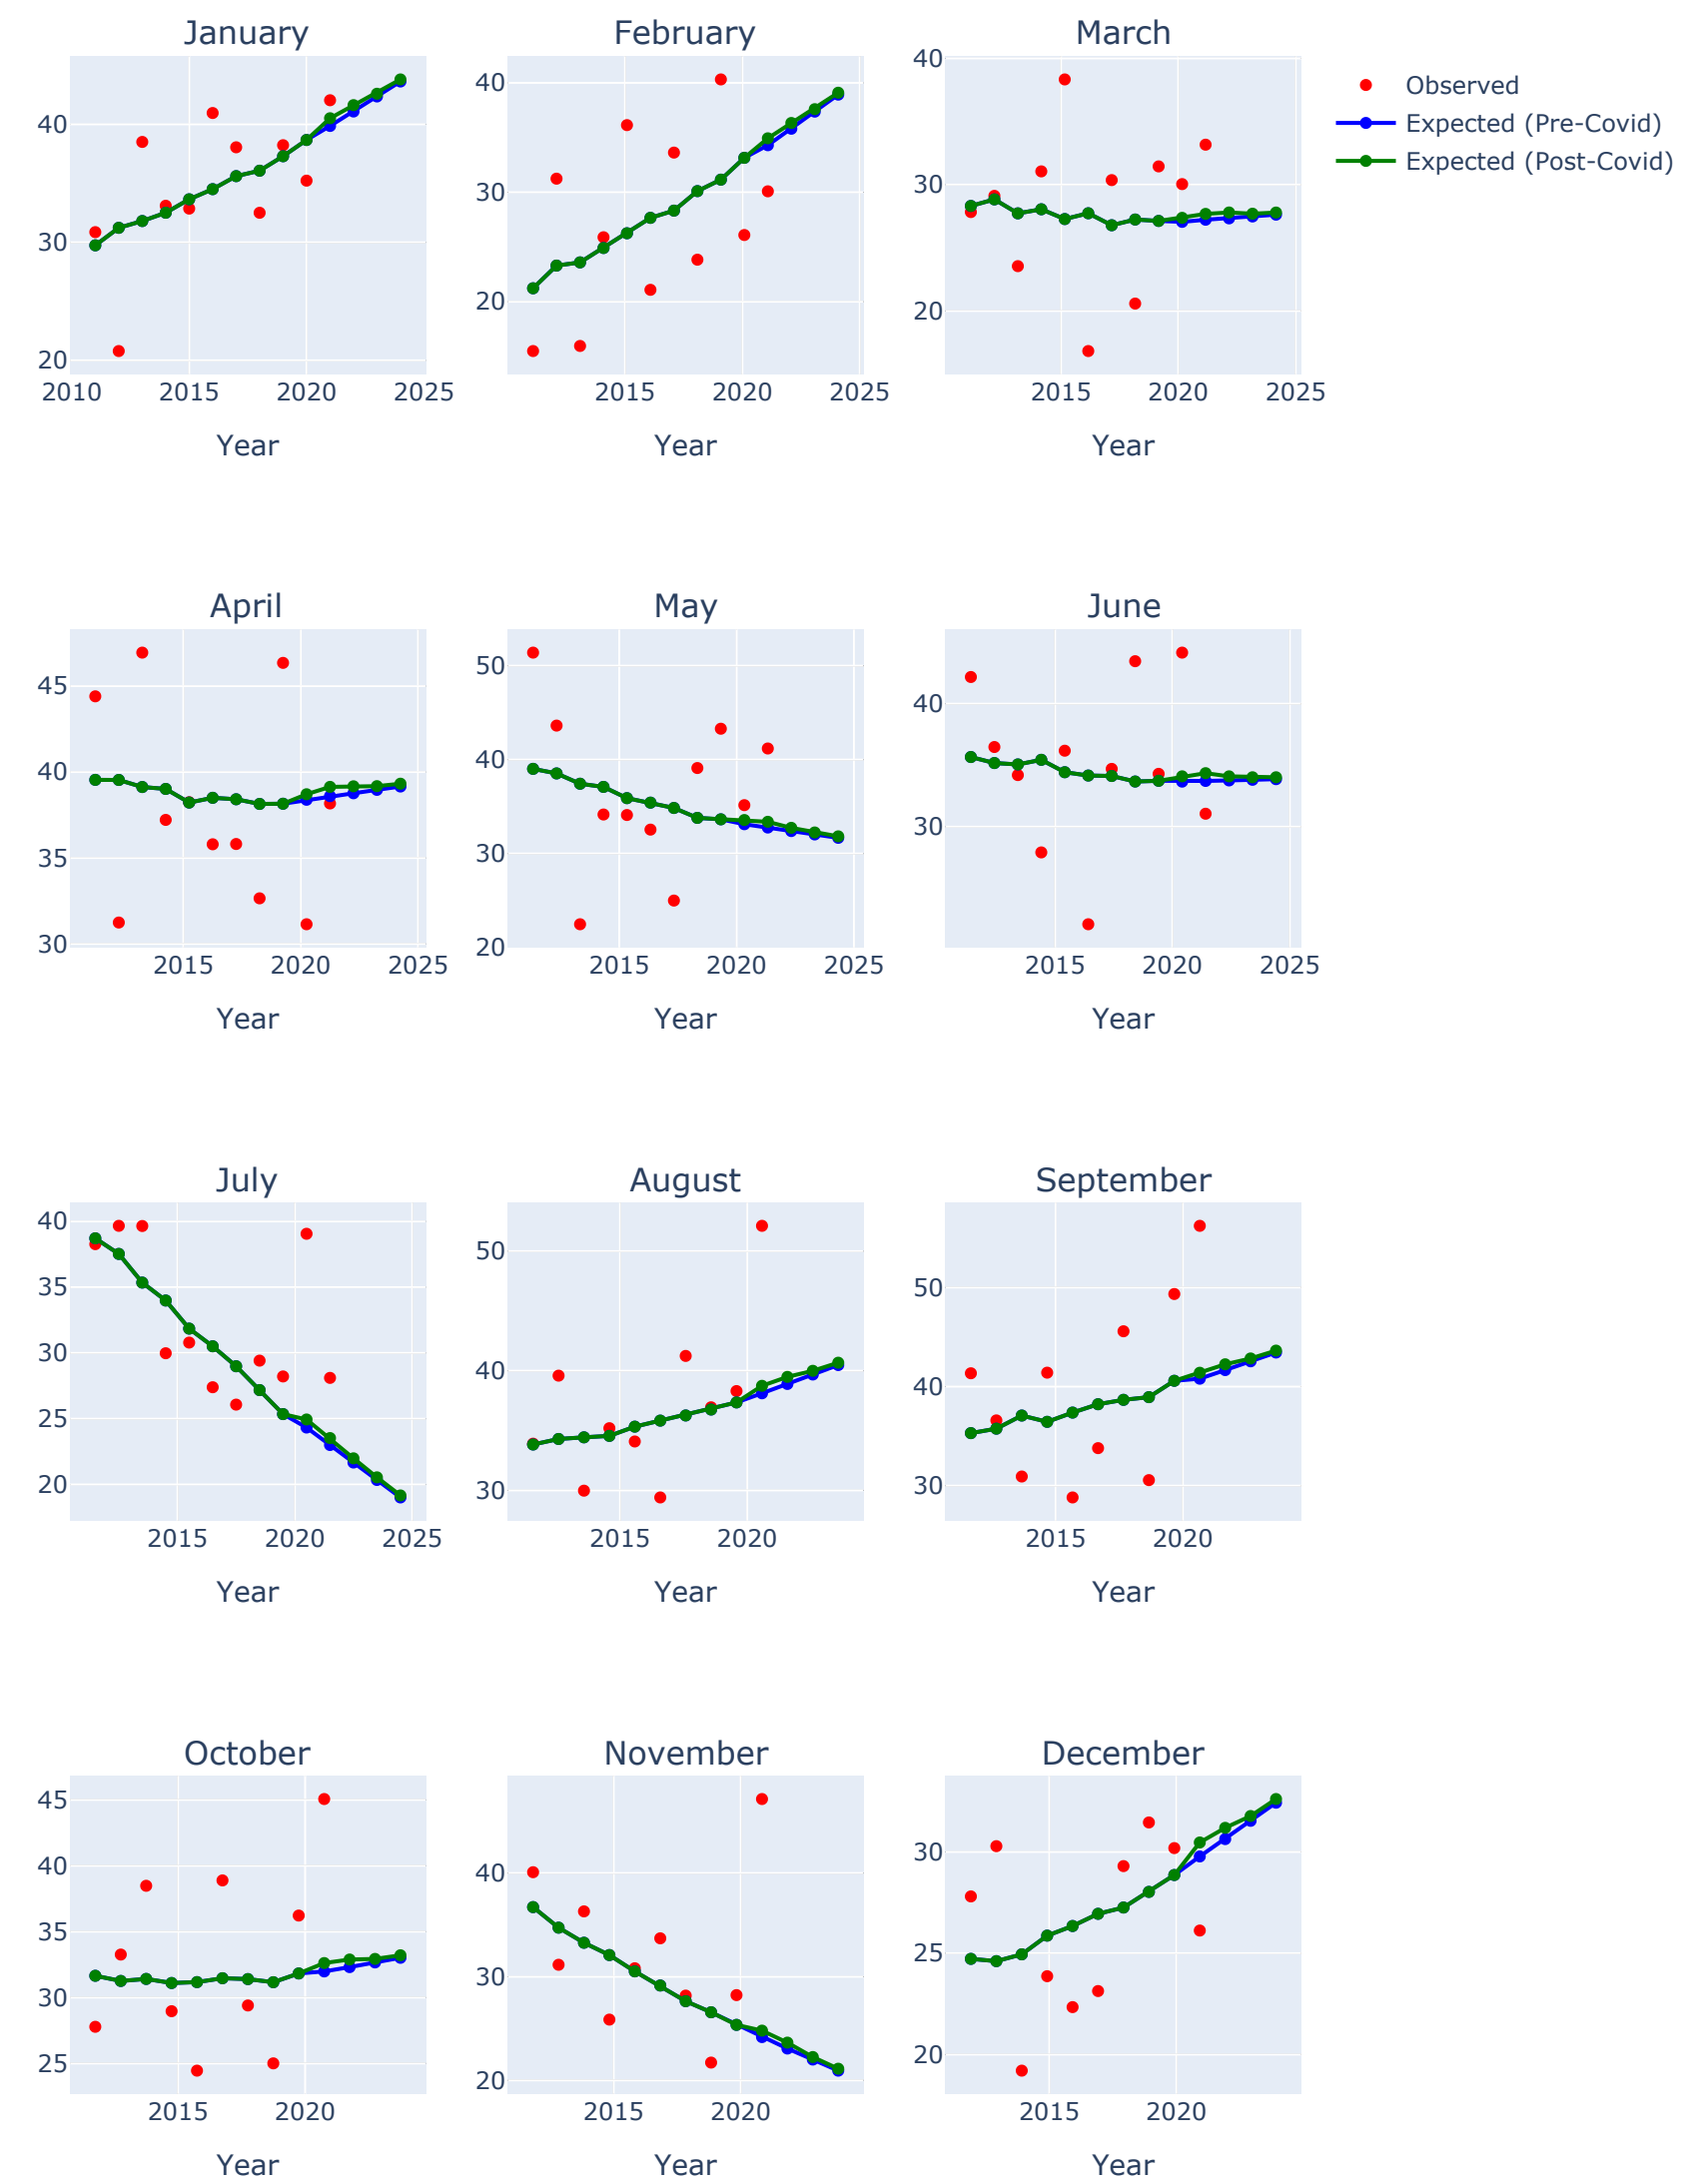 January
February
March
40
30
20
2010
2015
2020
2025
Year
40
30
20
2015
2020
2025
Year
40
30
20
2015
2020
2025
Year
Observed
Expected (Pre-Covid)
Expected (Post-Covid)
April
May
June
45
40
35
30
2015
2020
2025
Year
50
40
30
20
2015
2020
2025
Year
40
30
2015
2020
2025
Year
July
August
September
40
35
30
25
20
2015
2020
2025
Year
50
40
30
2015
2020
Year
50
40
30
2015
2020
Year
October
November
December
45
40
35
30
25
2015
2020
Year
40
30
20
2015
2020
Year
30
25
20
2015
2020
Year